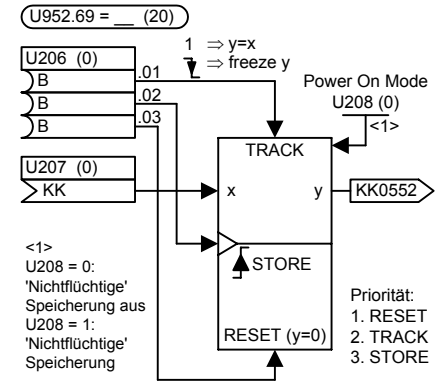 U952.69 = __ (20)
U206 (0)
B .01
B .02
B .03
1 ⇒ y=x
⇒ freeze y
Power On Mode
U208 (0)
<1>
TRACK
U207 (0)
KK
x
y
KK0552
STORE
RESET (y=0)
<1>
U208 = 0:
'Nichtflüchtige'
Speicherung aus
U208 = 1:
'Nichtflüchtige'
Speicherung
Priorität:
1. RESET
2. TRACK
3. STORE